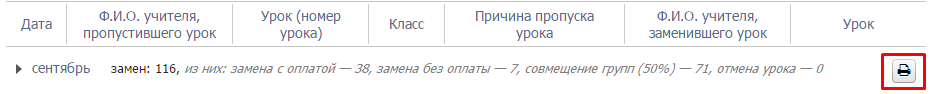 Дата
Ф.И.О. учителя,
пропустившего урок
Урок (номер
урока)
Класс
Причина пропуска
урока
Ф.И.О. учителя,
заменившего урок
Урок
сентябрь замен: 116, из них: замена с оплатой — 38, замена без оплаты — 7, совмещение групп (50%) — 71, отмена урока — 0